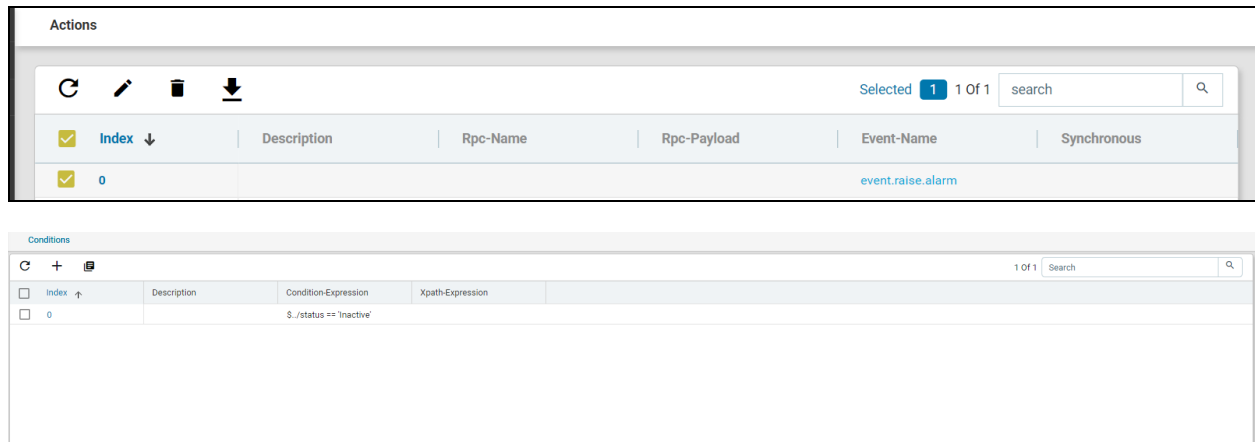 Actions
Selected 1 1 Of 1 search
Index Description Rpc-Name Rpc-Payload Event-Name Synchronous
0 event.raise.alarm
Conditions
1 Of 1 Search
Index Description Condition-Expression Xpath-Expression
0 $../status == 'Inactive'